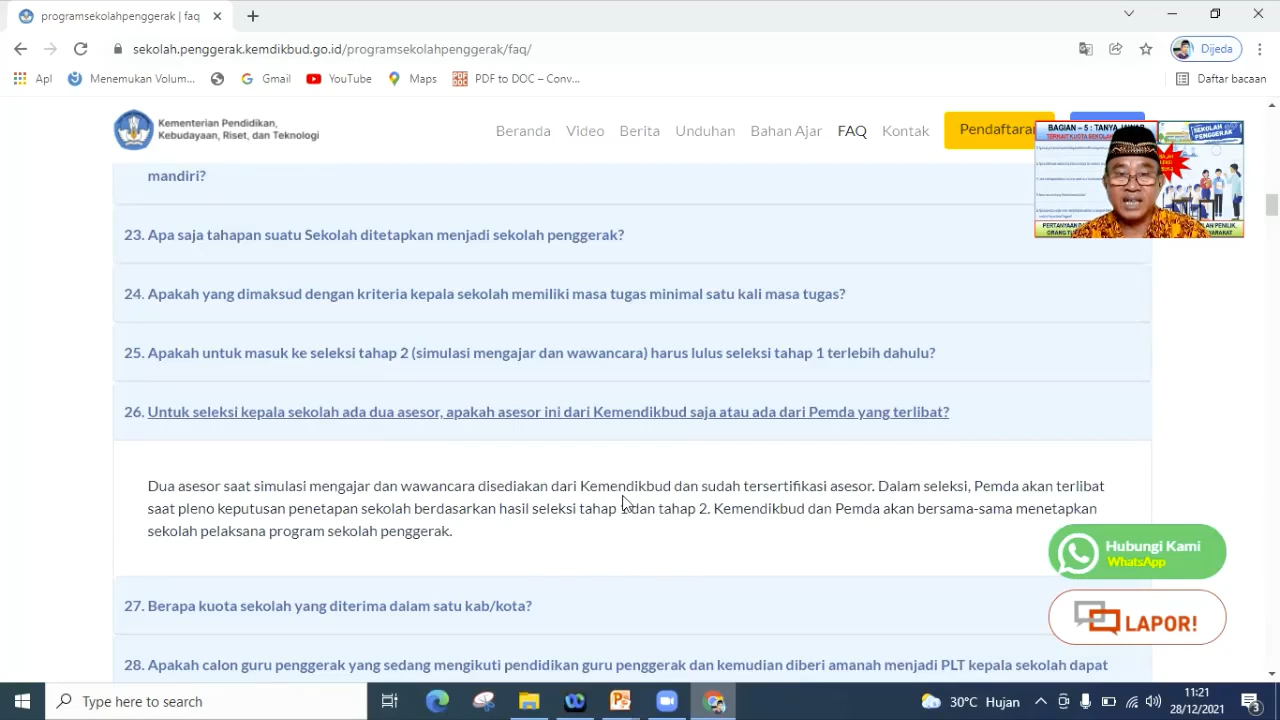 programsekolahpenggerak | faq
sekolah.penggerak.kemdikbud.go.id/programsekolahpenggerak/faq/
Dijeda
Apl
Menemukan Volum...
Gmail
YouTube
Maps
PDF to DOC – Conv...
Daftar bacaan
Kementerian Pendidikan,
Kebudayaan, Riset, dan Teknologi
Beranda Video Berita Unduhan Bahan Ajar FAQ Kontak
Pendaftaran
BAGIAN – 5 : TANYA
SEKOLAH
PENGGERAK
mandiri?
23. Apa saja tahapan suatu Sekolah ditetapkan menjadi sekolah penggerak?
24. Apakah yang dimaksud dengan kriteria kepala sekolah memiliki masa tugas minimal satu kali masa tugas?
25. Apakah untuk masuk ke seleksi tahap 2 (simulasi mengajar dan wawancara) harus lulus seleksi tahap 1 terlebih dahulu?
26. Untuk seleksi kepala sekolah ada dua asesor, apakah asesor ini dari Kemendikbud saja atau ada dari Pemda yang terlibat?
Dua asesor saat simulasi mengajar dan wawancara disediakan dari Kemendikbud dan sudah tersertifikasi asesor. Dalam seleksi, Pemda akan terlibat
saat pleno keputusan penetapan sekolah berdasarkan hasil seleksi tahap 1 dan tahap 2. Kemendikbud dan Pemda akan bersama-sama menetapkan
sekolah pelaksana program sekolah penggerak.
Hubungi Kami
WhatsApp
27. Berapa kuota sekolah yang diterima dalam satu kab/kota?
LAPOR!
28. Apakah calon guru penggerak yang sedang mengikuti pendidikan guru penggerak dan kemudian diberi amanah menjadi PLT kepala sekolah dapat
Type here to search
30°C Hujan
11:21
28/12/2021
3